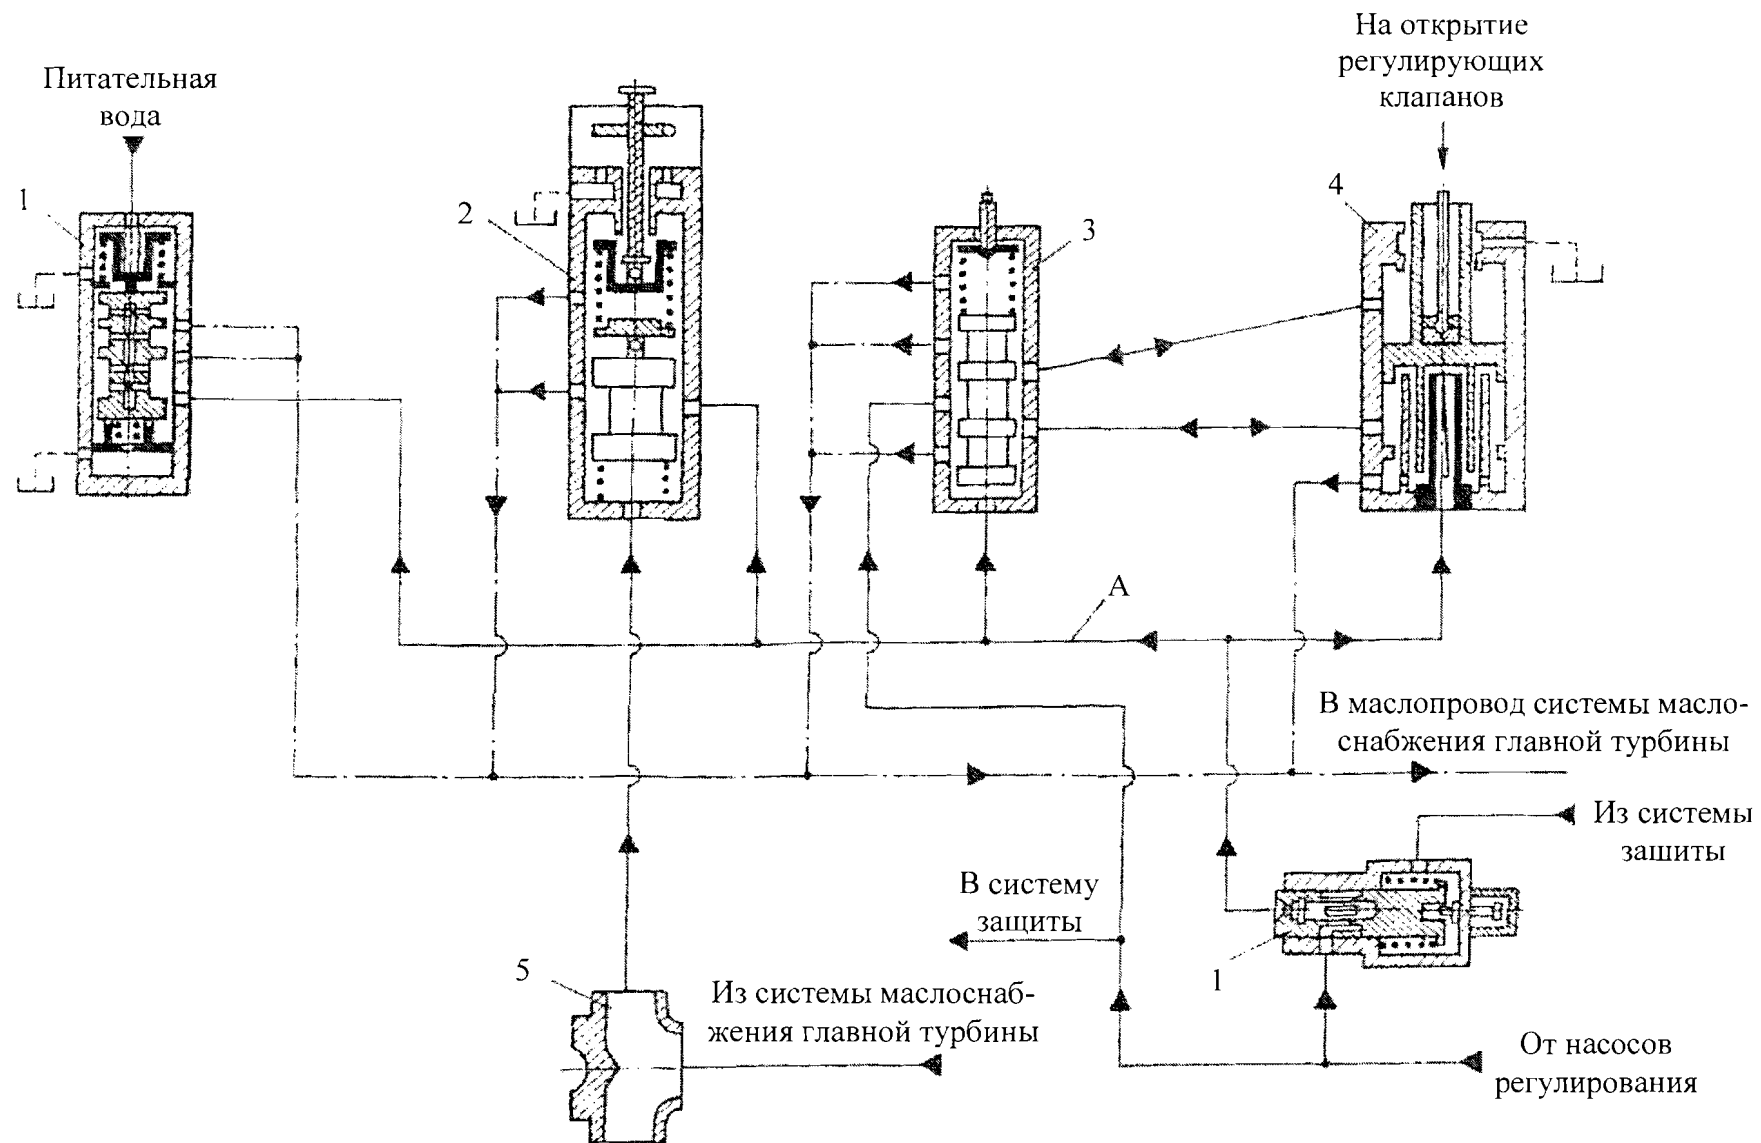 На открытие
регулирующих
клапанов
Питательная
вода
1
2
3
4
А
В маслопровод системы масло-
снабжения главной турбины
Из системы
зашиты
В систему
защиты
1
5
Из системы маслоснаб-
жения главной турбины
От насосов
регулирования